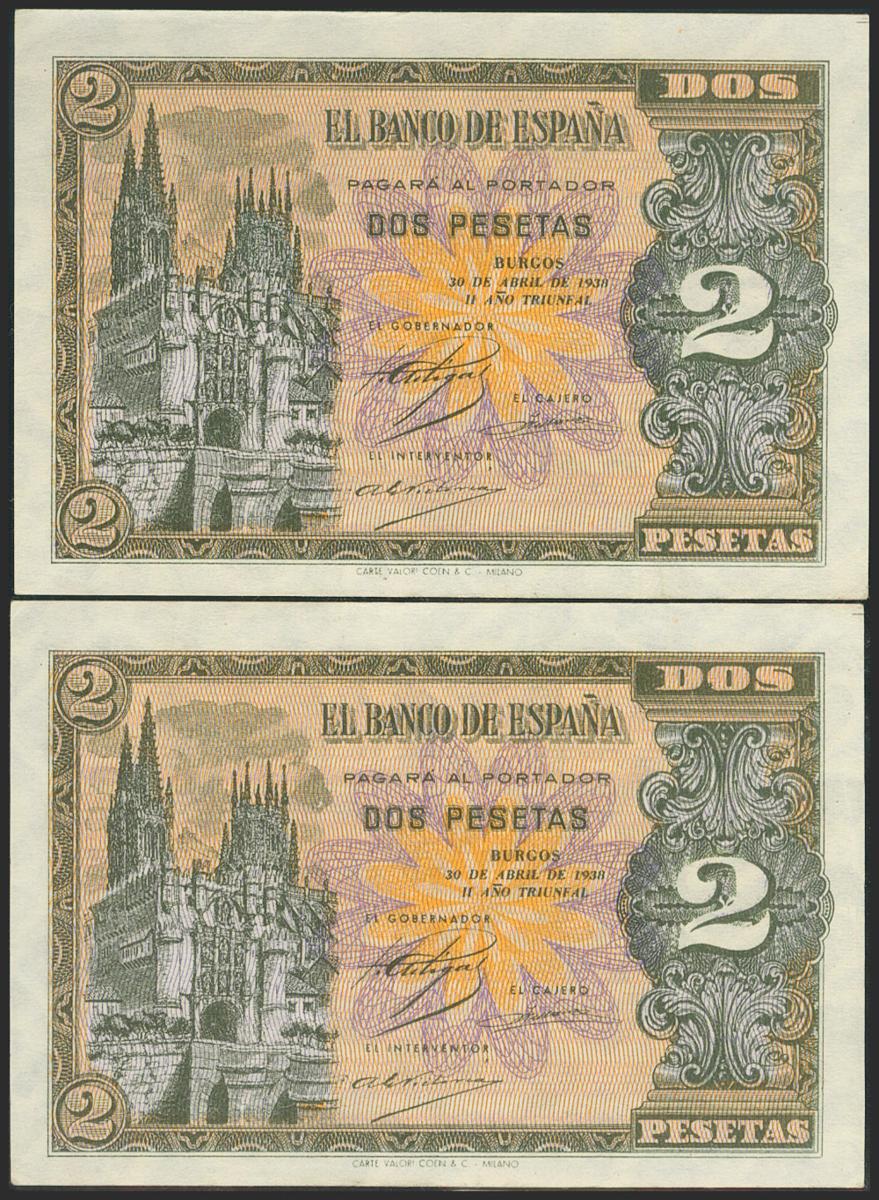 2
DOS
EL BANCO DE ESPAÑA
PAGARÁ AL PORTADOR
DOS PESETAS
BURGOS
30 DE ABRIL DE 1938
II AÑO TRIUNFAL
2
EL GOBERNADOR
EL CAJERO
EL INTERVENTOR
2
PESETAS
CARTE VALORI COEN & C. - MILANO
2
DOS
EL BANCO DE ESPAÑA
PAGARÁ AL PORTADOR
DOS PESETAS
BURGOS
30 DE ABRIL DE 1938
II AÑO TRIUNFAL
2
EL GOBERNADOR
EL CAJERO
EL INTERVENTOR
2
PESETAS
CARTE VALORI COEN & C. - MILANO